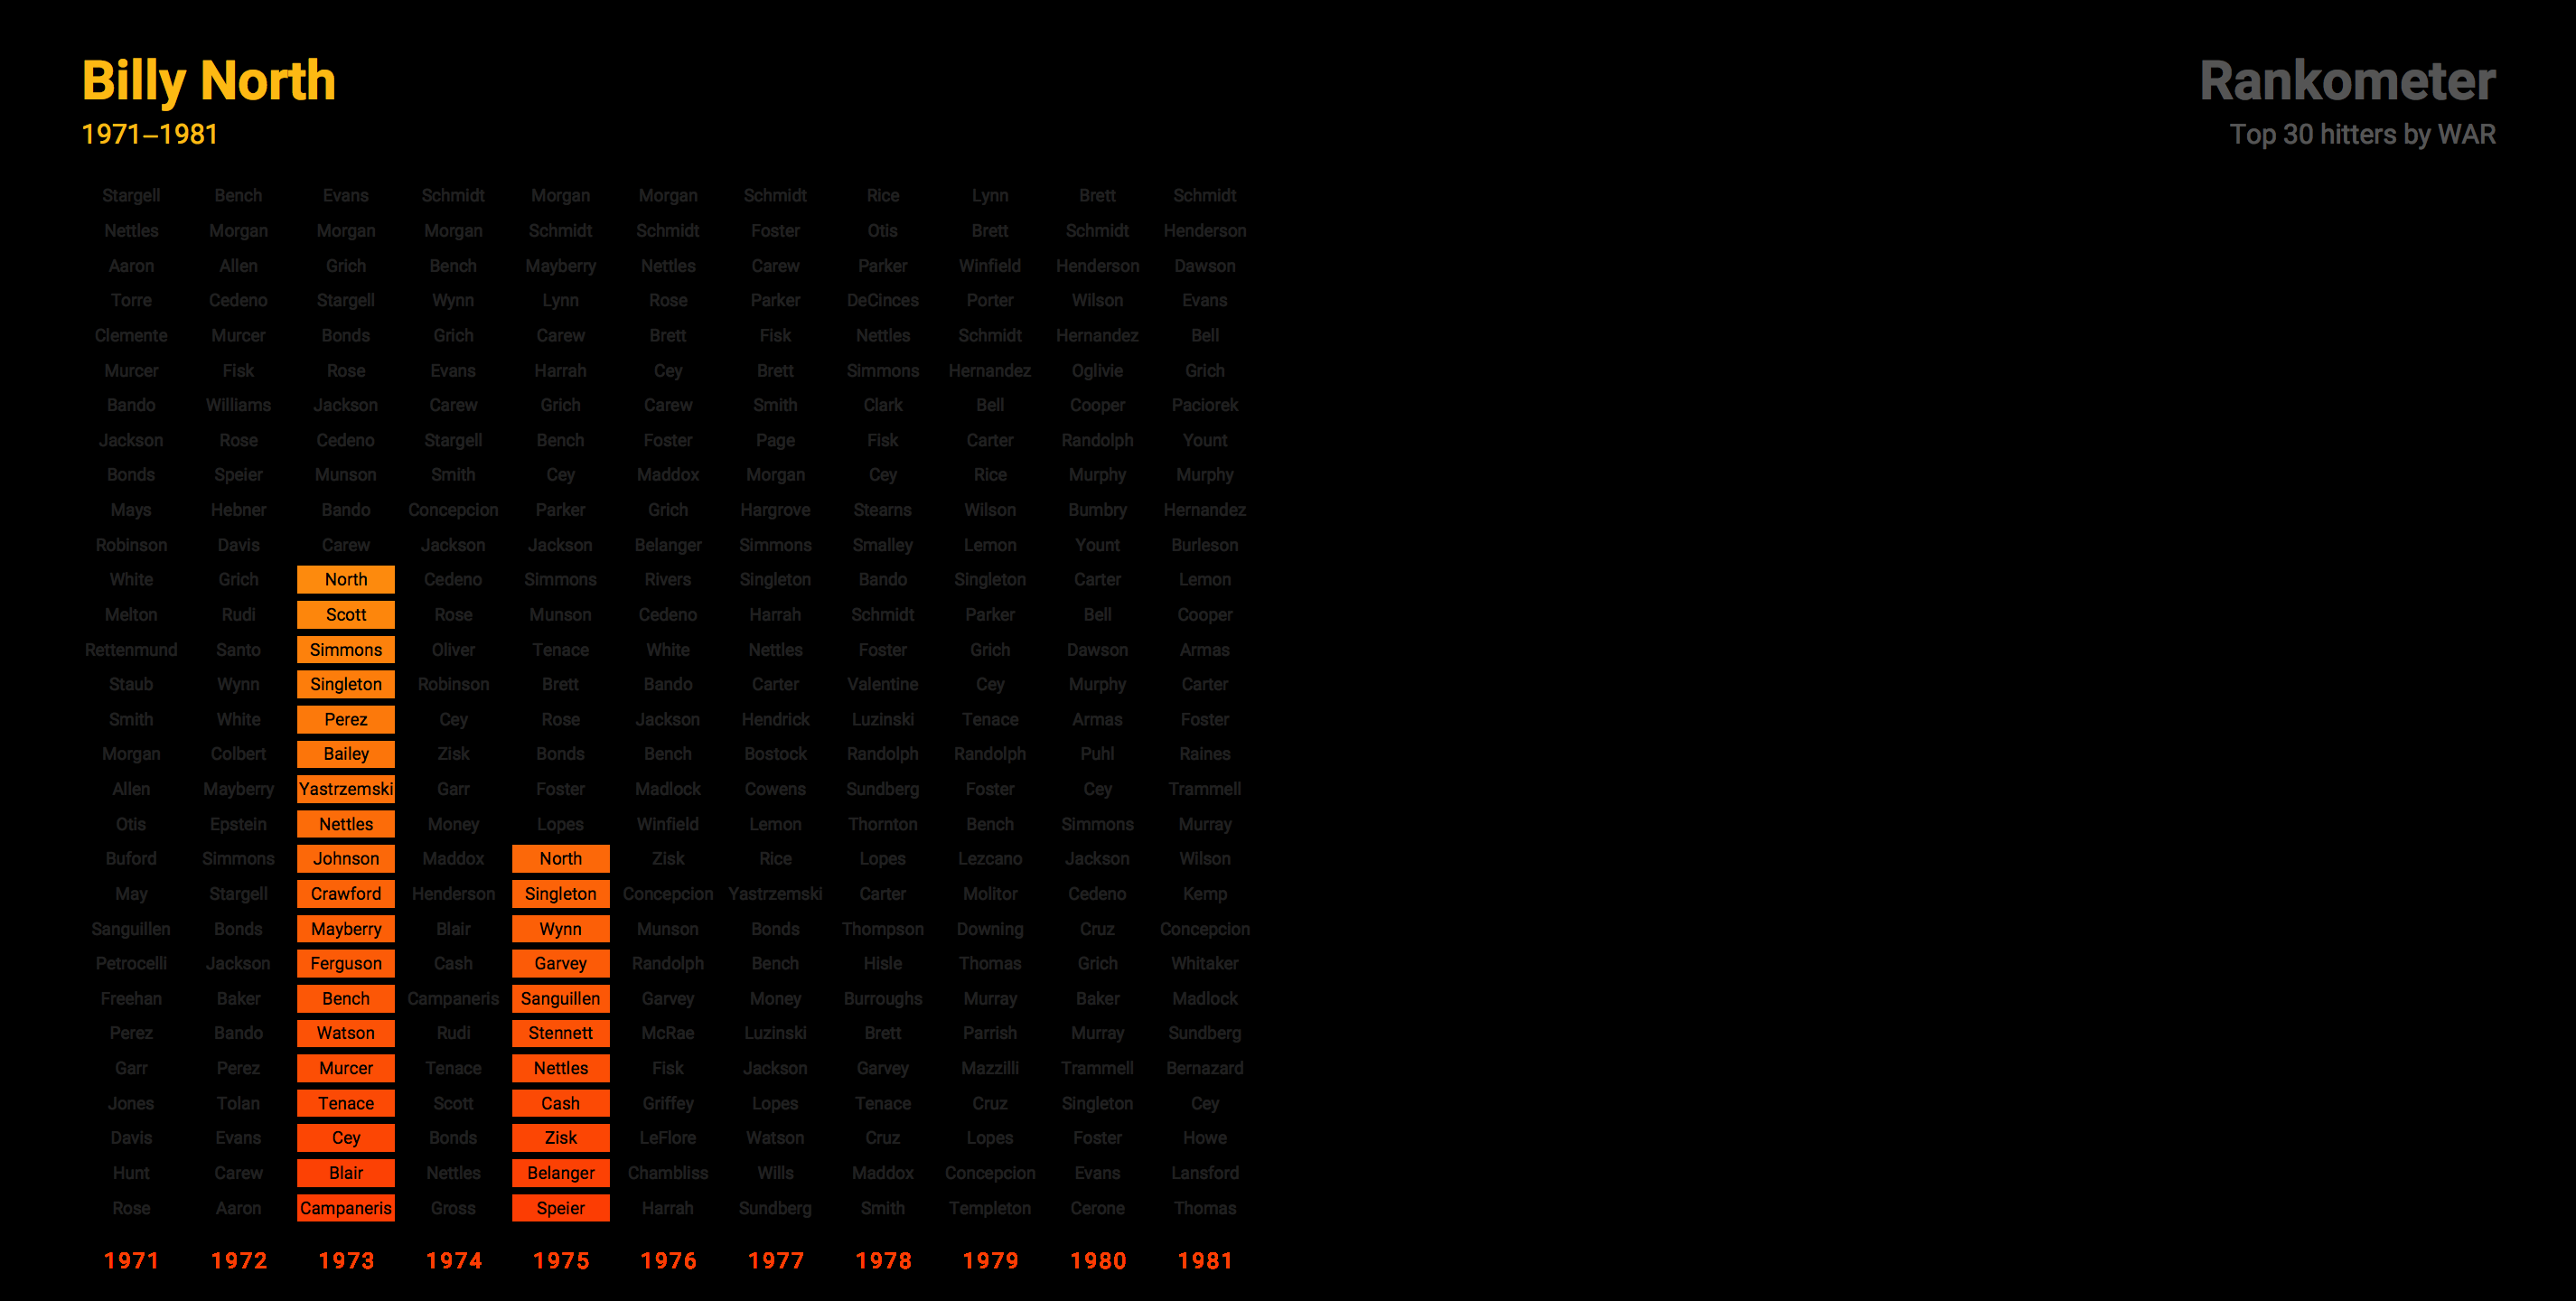 Billy North
1971–1981
Rankometer
Top 30 hitters by WAR
Stargell Bench Evans Schmidt Morgan Morgan Schmidt Rice Lynn Brett Schmidt
Nettles Morgan Morgan Morgan Schmidt Schmidt Foster Otis Brett Schmidt Henderson
Aaron Allen Grich Bench Mayberry Nettles Carew Parker Winfield Henderson Dawson
Torre Cedeno Stargell Wynn Lynn Rose Parker DeCinces Porter Wilson Evans
Clemente Murcer Bonds Grich Carew Brett Fisk Nettles Schmidt Hernandez Bell
Murcer Fisk Rose Evans Harrah Cey Brett Simmons Hernandez Oglivie Grich
Bando Williams Jackson Carew Grich Carew Smith Clark Bell Cooper Paciorek
Jackson Rose Cedeno Stargell Bench Foster Page Fisk Carter Randolph Yount
Bonds Speier Munson Smith Cey Maddox Morgan Cey Rice Murphy Murphy
Mays Hebner Bando Concepcion Parker Grich Hargrove Stearns Wilson Bumbry Hernandez
Robinson Davis Carew Jackson Jackson Belanger Simmons Smalley Lemon Yount Burleson
White Grich North Cedeno Simmons Rivers Singleton Bando Singleton Carter Lemon
Melton Rudi Scott Rose Munson Cedeno Harrah Schmidt Parker Bell Cooper
Rettenmund Santo Simmons Oliver Tenace White Nettles Foster Grich Dawson Armas
Staub Wynn Singleton Robinson Brett Bando Carter Valentine Cey Murphy Carter
Smith White Perez Cey Rose Jackson Hendrick Luzinski Tenace Armas Foster
Morgan Colbert Bailey Zisk Bonds Bench Bostock Randolph Randolph Puhl Raines
Allen Mayberry Yastrzemski Garr Foster Madlock Cowens Sundberg Foster Cey Trammell
Otis Epstein Nettles Money Lopes Winfield Lemon Thornton Bench Simmons Murray
Buford Simmons Johnson Maddox North Zisk Rice Lopes Lezcano Jackson Wilson
May Stargell Crawford Henderson Singleton Concepcion Yastrzemski Carter Molitor Cedeno Kemp
Sanguillen Bonds Mayberry Blair Wynn Munson Bonds Thompson Downing Cruz Concepcion
Petrocelli Jackson Ferguson Cash Garvey Randolph Bench Hisle Thomas Grich Whitaker
Freehan Baker Bench Campaneris Sanguillen Garvey Money Burroughs Murray Baker Madlock
Perez Bando Watson Rudi Stennett McRae Luzinski Brett Parrish Murray Sundberg
Garr Perez Murcer Tenace Nettles Fisk Jackson Garvey Mazzilli Trammell Bernazard
Jones Tolan Tenace Scott Cash Griffey Lopes Tenace Cruz Singleton Cey
Davis Evans Cey Bonds Zisk LeFlore Watson Cruz Lopes Foster Howe
Hunt Carew Blair Nettles Belanger Chambliss Wills Maddox Concepcion Evans Lansford
Rose Aaron Campaneris Gross Speier Harrah Sundberg Smith Templeton Cerone Thomas
1971 1972 1973 1974 1975 1976 1977 1978 1979 1980 1981